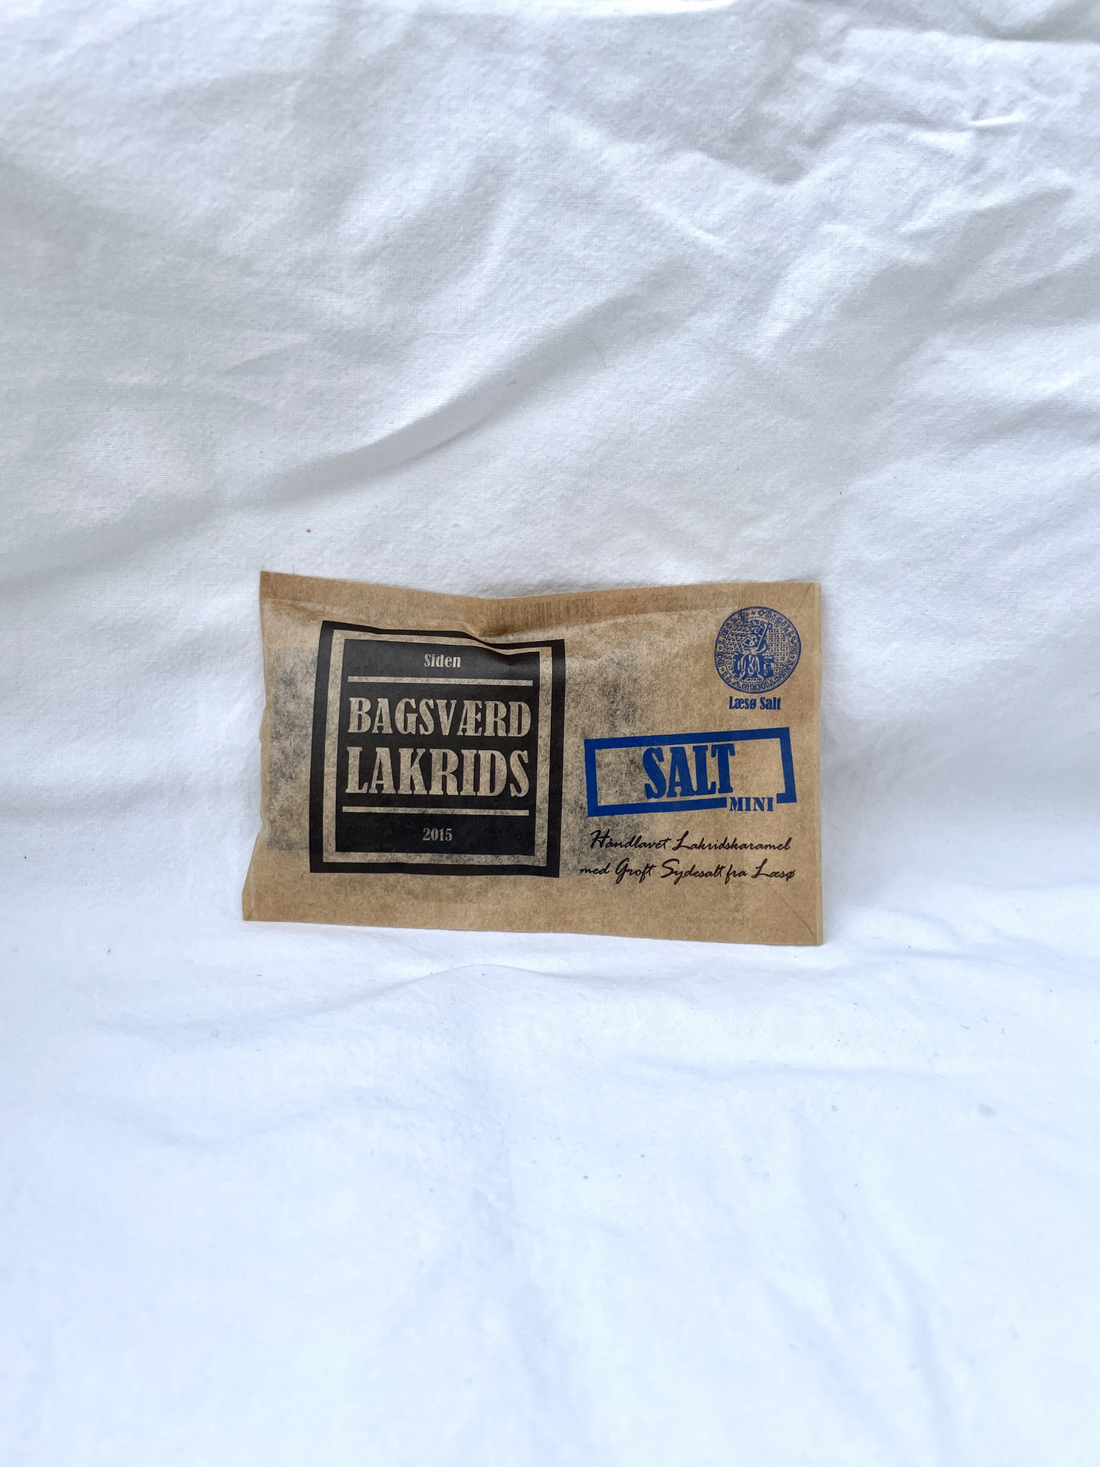 Siden
BAGSVÆRD
LAKRIDS
2015
Læsø Salt
SALT
MINI
Håndlavet Lakridskaramel
med Groft Sydesalt fra Læsø